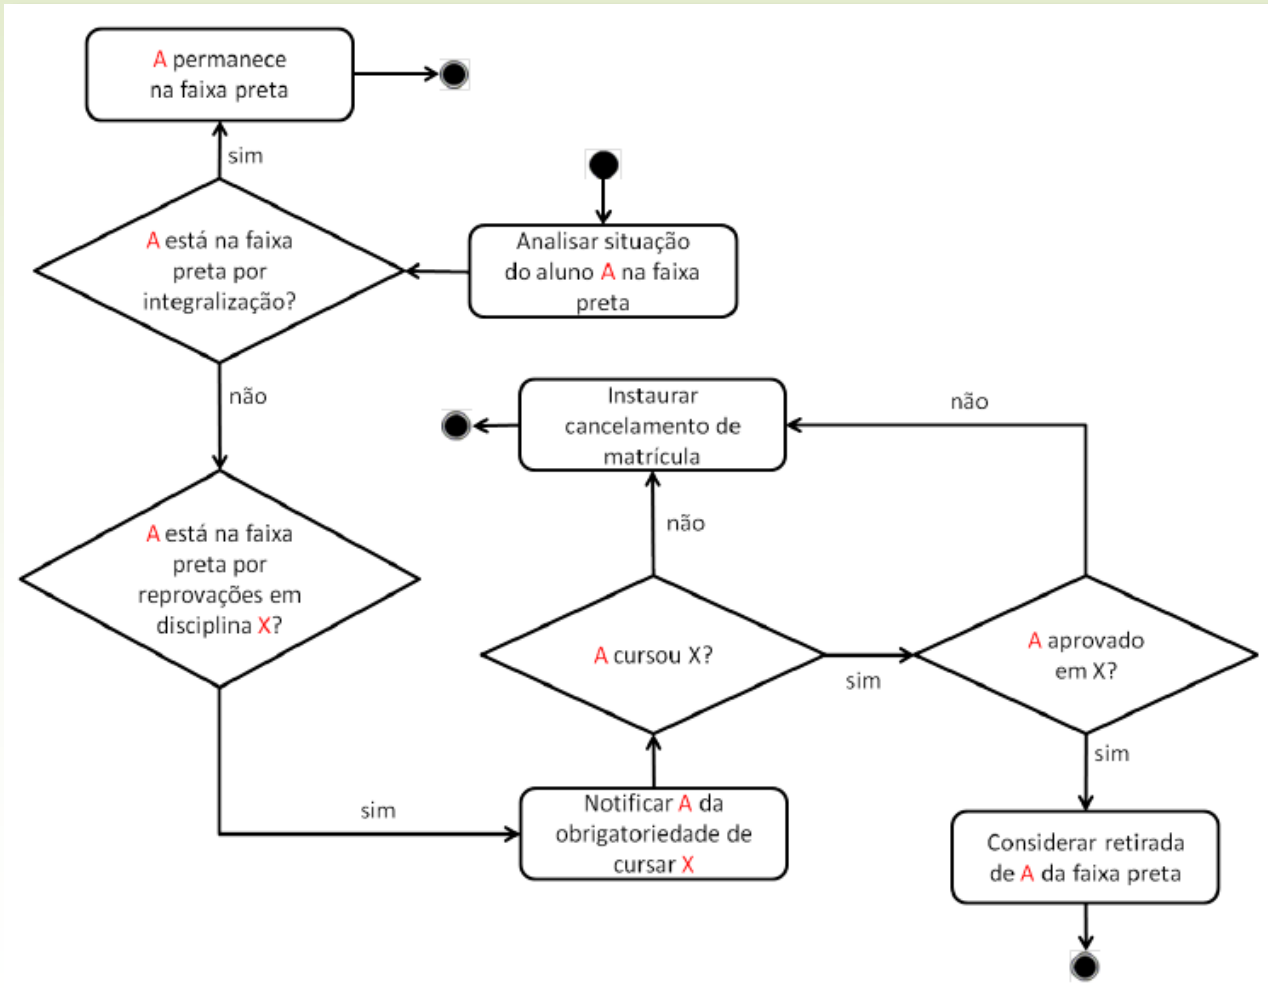 A permanece
na faixa preta
sim
A está na faixa
preta por
integralização?
Analisar situação
do aluno A na faixa
preta
não
Instaurar
cancelamento de
matrícula
não
A está na faixa
preta por
reprovações em
disciplina X?
não
A cursou X?
sim
A aprovado
em X?
sim
sim
Notificar A da
obrigatoriedade de
cursar X
Considerar retirada
de A da faixa preta